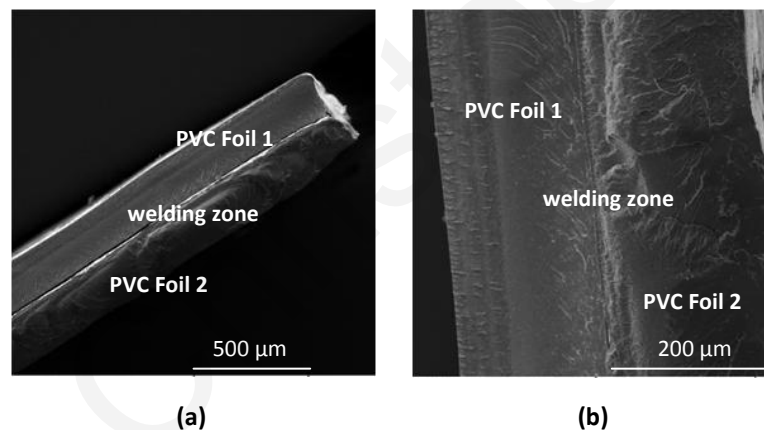 PVC Foil 1
welding zone
PVC Foil 2
500 µm
(a)
PVC Foil 1
welding zone
PVC Foil 2
200 µm
(b)